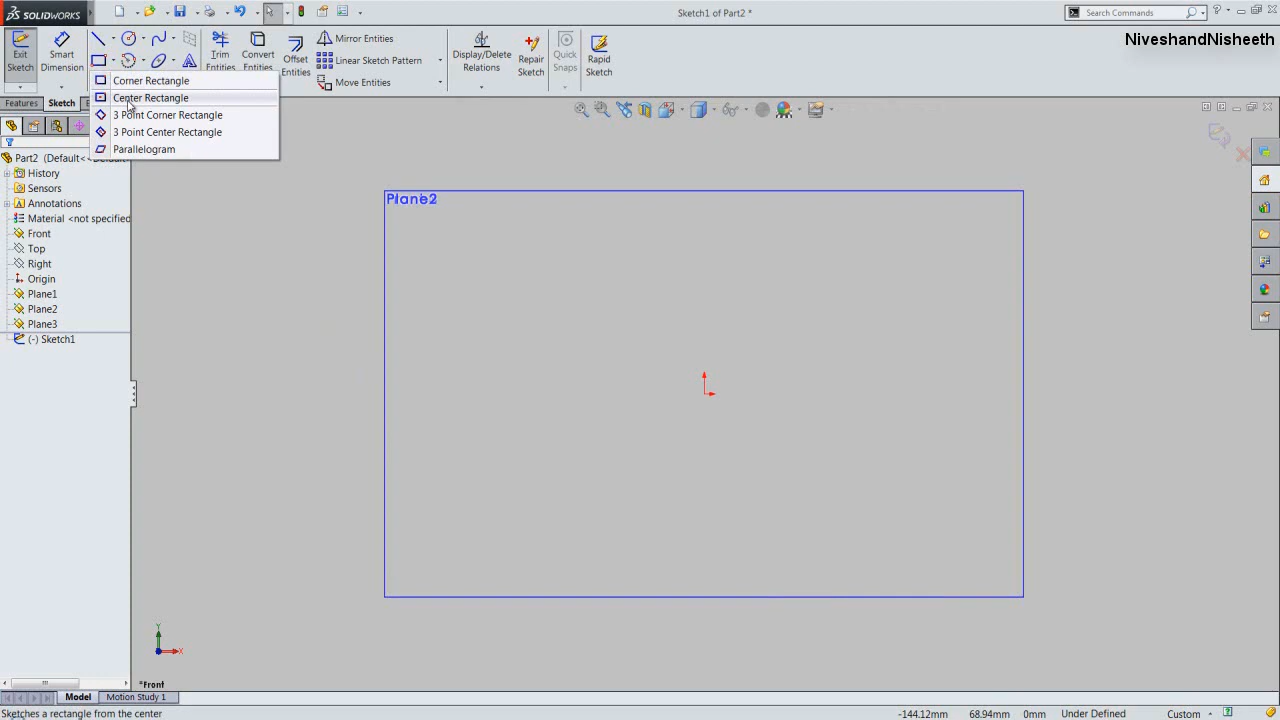 SOLIDWORKS
Sketch1 of Part2 *
Search Commands
NiveshandNisheeth
Exit
Sketch
Smart
Dimension
Trim
Entities
Convert
Entities
Offset
Entities
Mirror Entities
Linear Sketch Pattern
Move Entities
Display/Delete
Relations
Repair
Sketch
Quick
Snaps
Rapid
Sketch
Corner Rectangle
Center Rectangle
3 Point Corner Rectangle
3 Point Center Rectangle
Parallelogram
Features
Sketch
Part2 (Default<<Default
History
Sensors
Annotations
Material <not specified
Front
Top
Right
Origin
Plane1
Plane2
Plane3
(-) Sketch1
Plane2
Y
X
*Front
Model
Motion Study 1
Sketches a rectangle from the center
-144.12mm
68.94mm
0mm
Under Defined
Custom